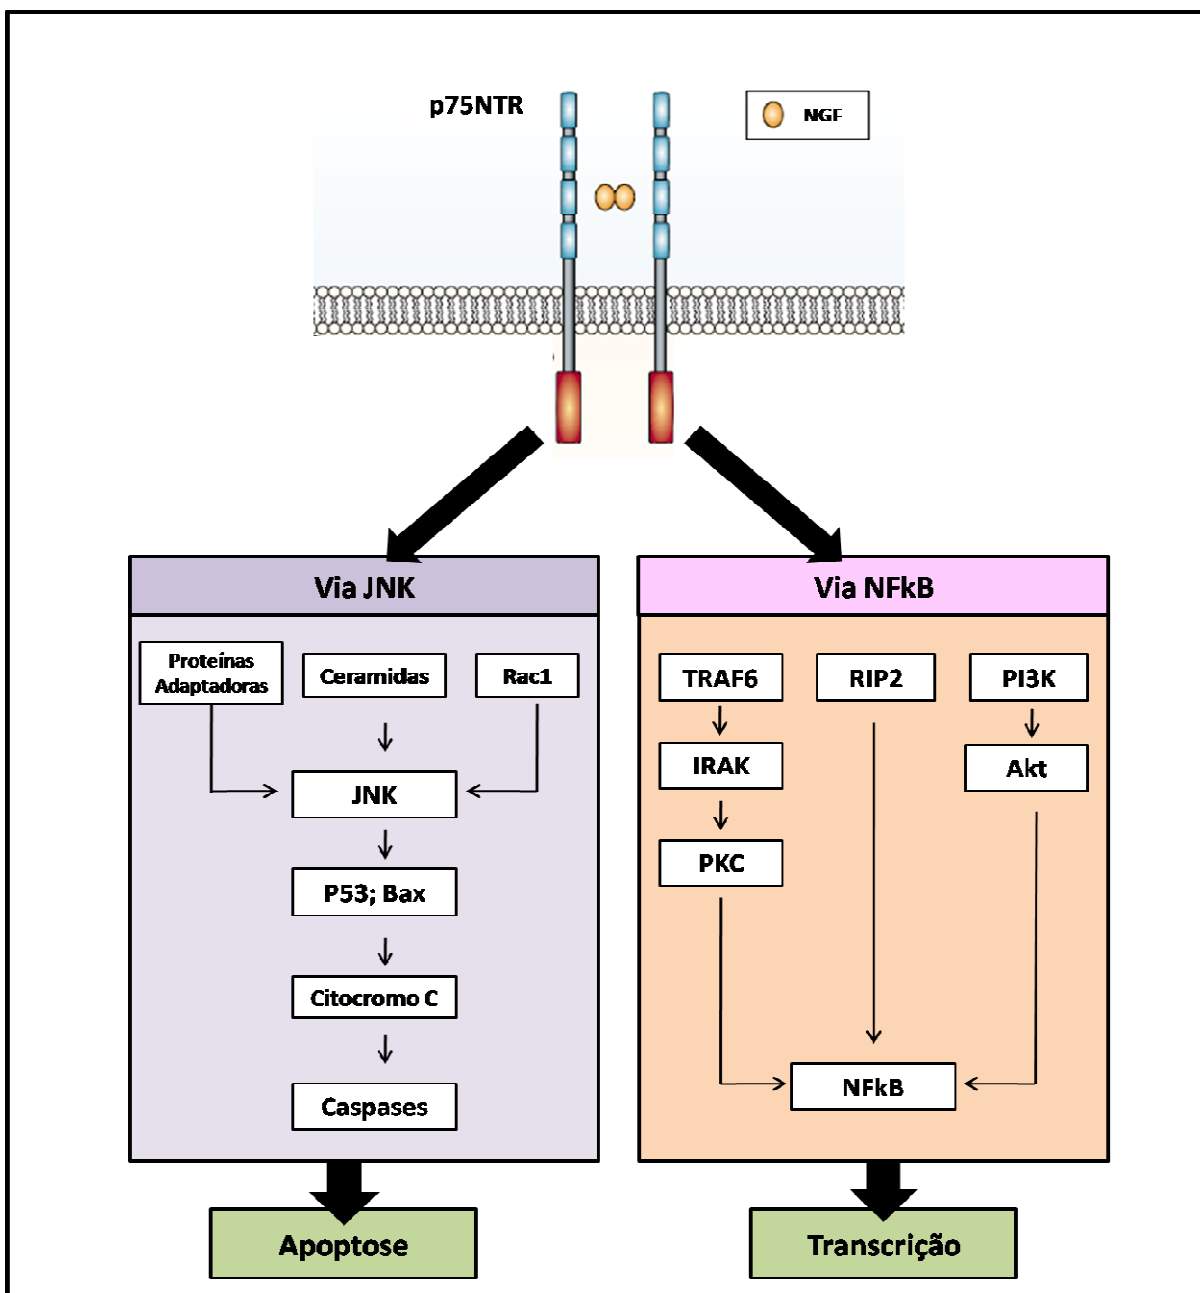 p75NTR
NGF
Via JNK
Proteínas
Adaptadoras
Ceramidas
Rac1
JNK
P53; Bax
Citocromo C
Caspases
Apoptose
Via NFkB
TRAF6
RIP2
PI3K
IRAK
Akt
PKC
NFkB
Transcrição